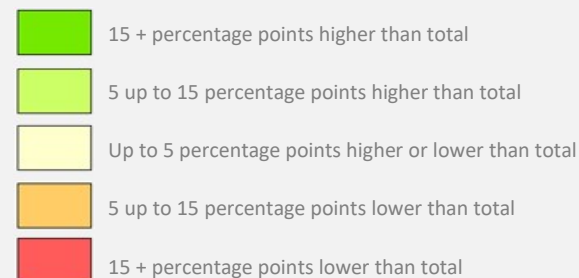 15 + percentage points higher than total
5 up to 15 percentage points higher than total
Up to 5 percentage points higher or lower than total
5 up to 15 percentage points lower than total
15 + percentage points lower than total